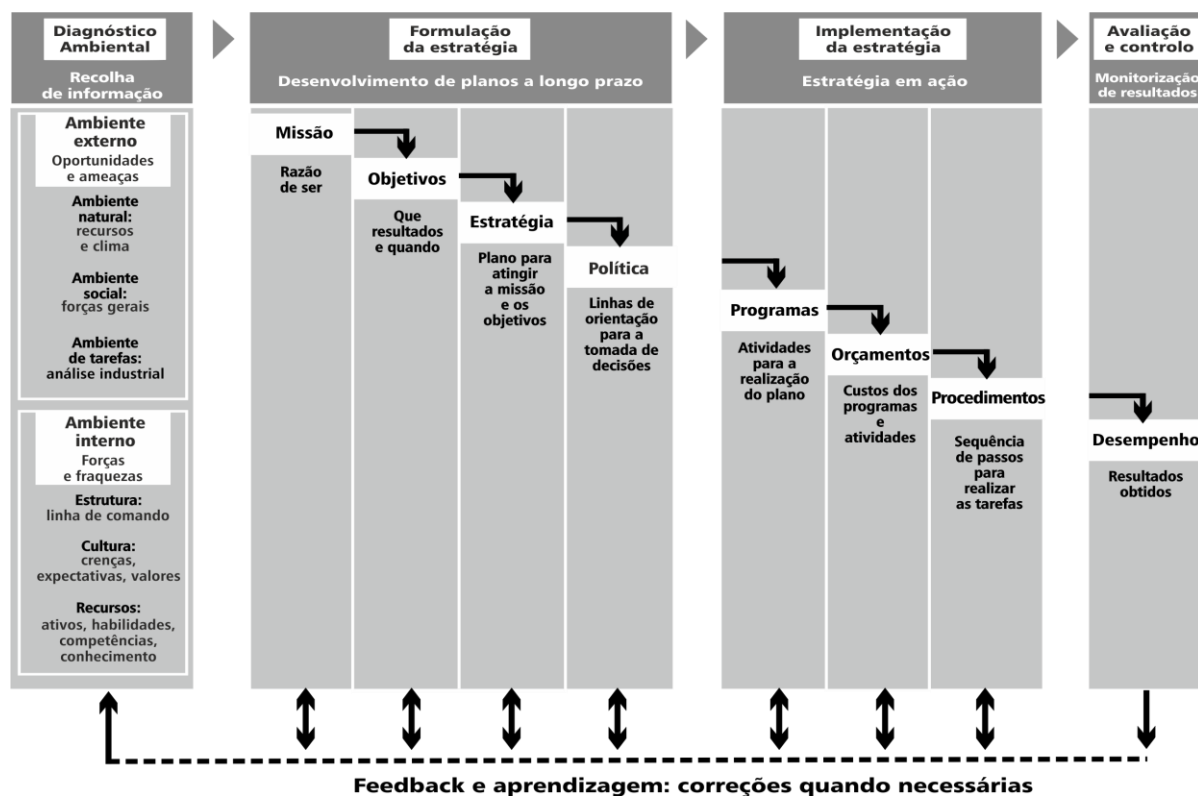 Diagnóstico
Ambiental
Recolha
de informação
Ambiente
externo
Oportunidades
e ameaças
Ambiente
natural:
recursos
e clima
Ambiente
social:
forças gerais
Ambiente
de tarefas:
análise industrial
Ambiente
interno
Forças
e fraquezas
Estrutura:
linha de comando
Cultura:
crenças,
expectativas, valores
Recursos:
ativos, habilidades,
competências,
conhecimento
Formulação
da estratégia
Desenvolvimento de planos a longo prazo
Missão
Razão
de ser
Objetivos
Que
resultados
e quando
Estratégia
Plano para
atingir
a missão
e os
objetivos
Política
Linhas de
orientação
para a
tomada de
decisões
Implementação
da estratégia
Estratégia em ação
Programas
Atividades
para a
realização
do plano
Orçamentos
Custos dos
programas
e
atividades
Procedimentos
Sequência
de passos
para
realizar
as tarefas
Avaliação
e controlo
Monitorização
de resultados
Desempenho
Resultados
obtidos
Feedback e aprendizagem: correções quando necessárias